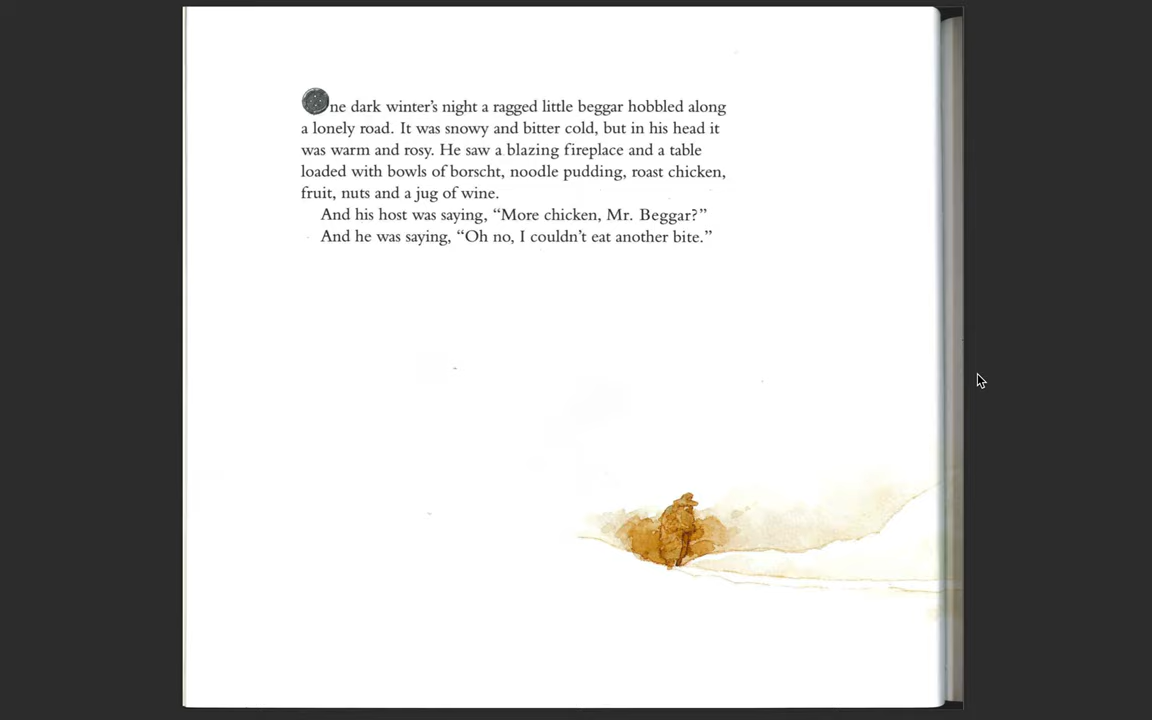 One dark winter's night a ragged little beggar hobbled along
a lonely road. It was snowy and bitter cold, but in his head it
was warm and rosy. He saw a blazing fireplace and a table
loaded with bowls of borscht, noodle pudding, roast chicken,
fruit, nuts and a jug of wine.
And his host was saying, “More chicken, Mr. Beggar?”
And he was saying, “Oh no, I couldn't eat another bite.”